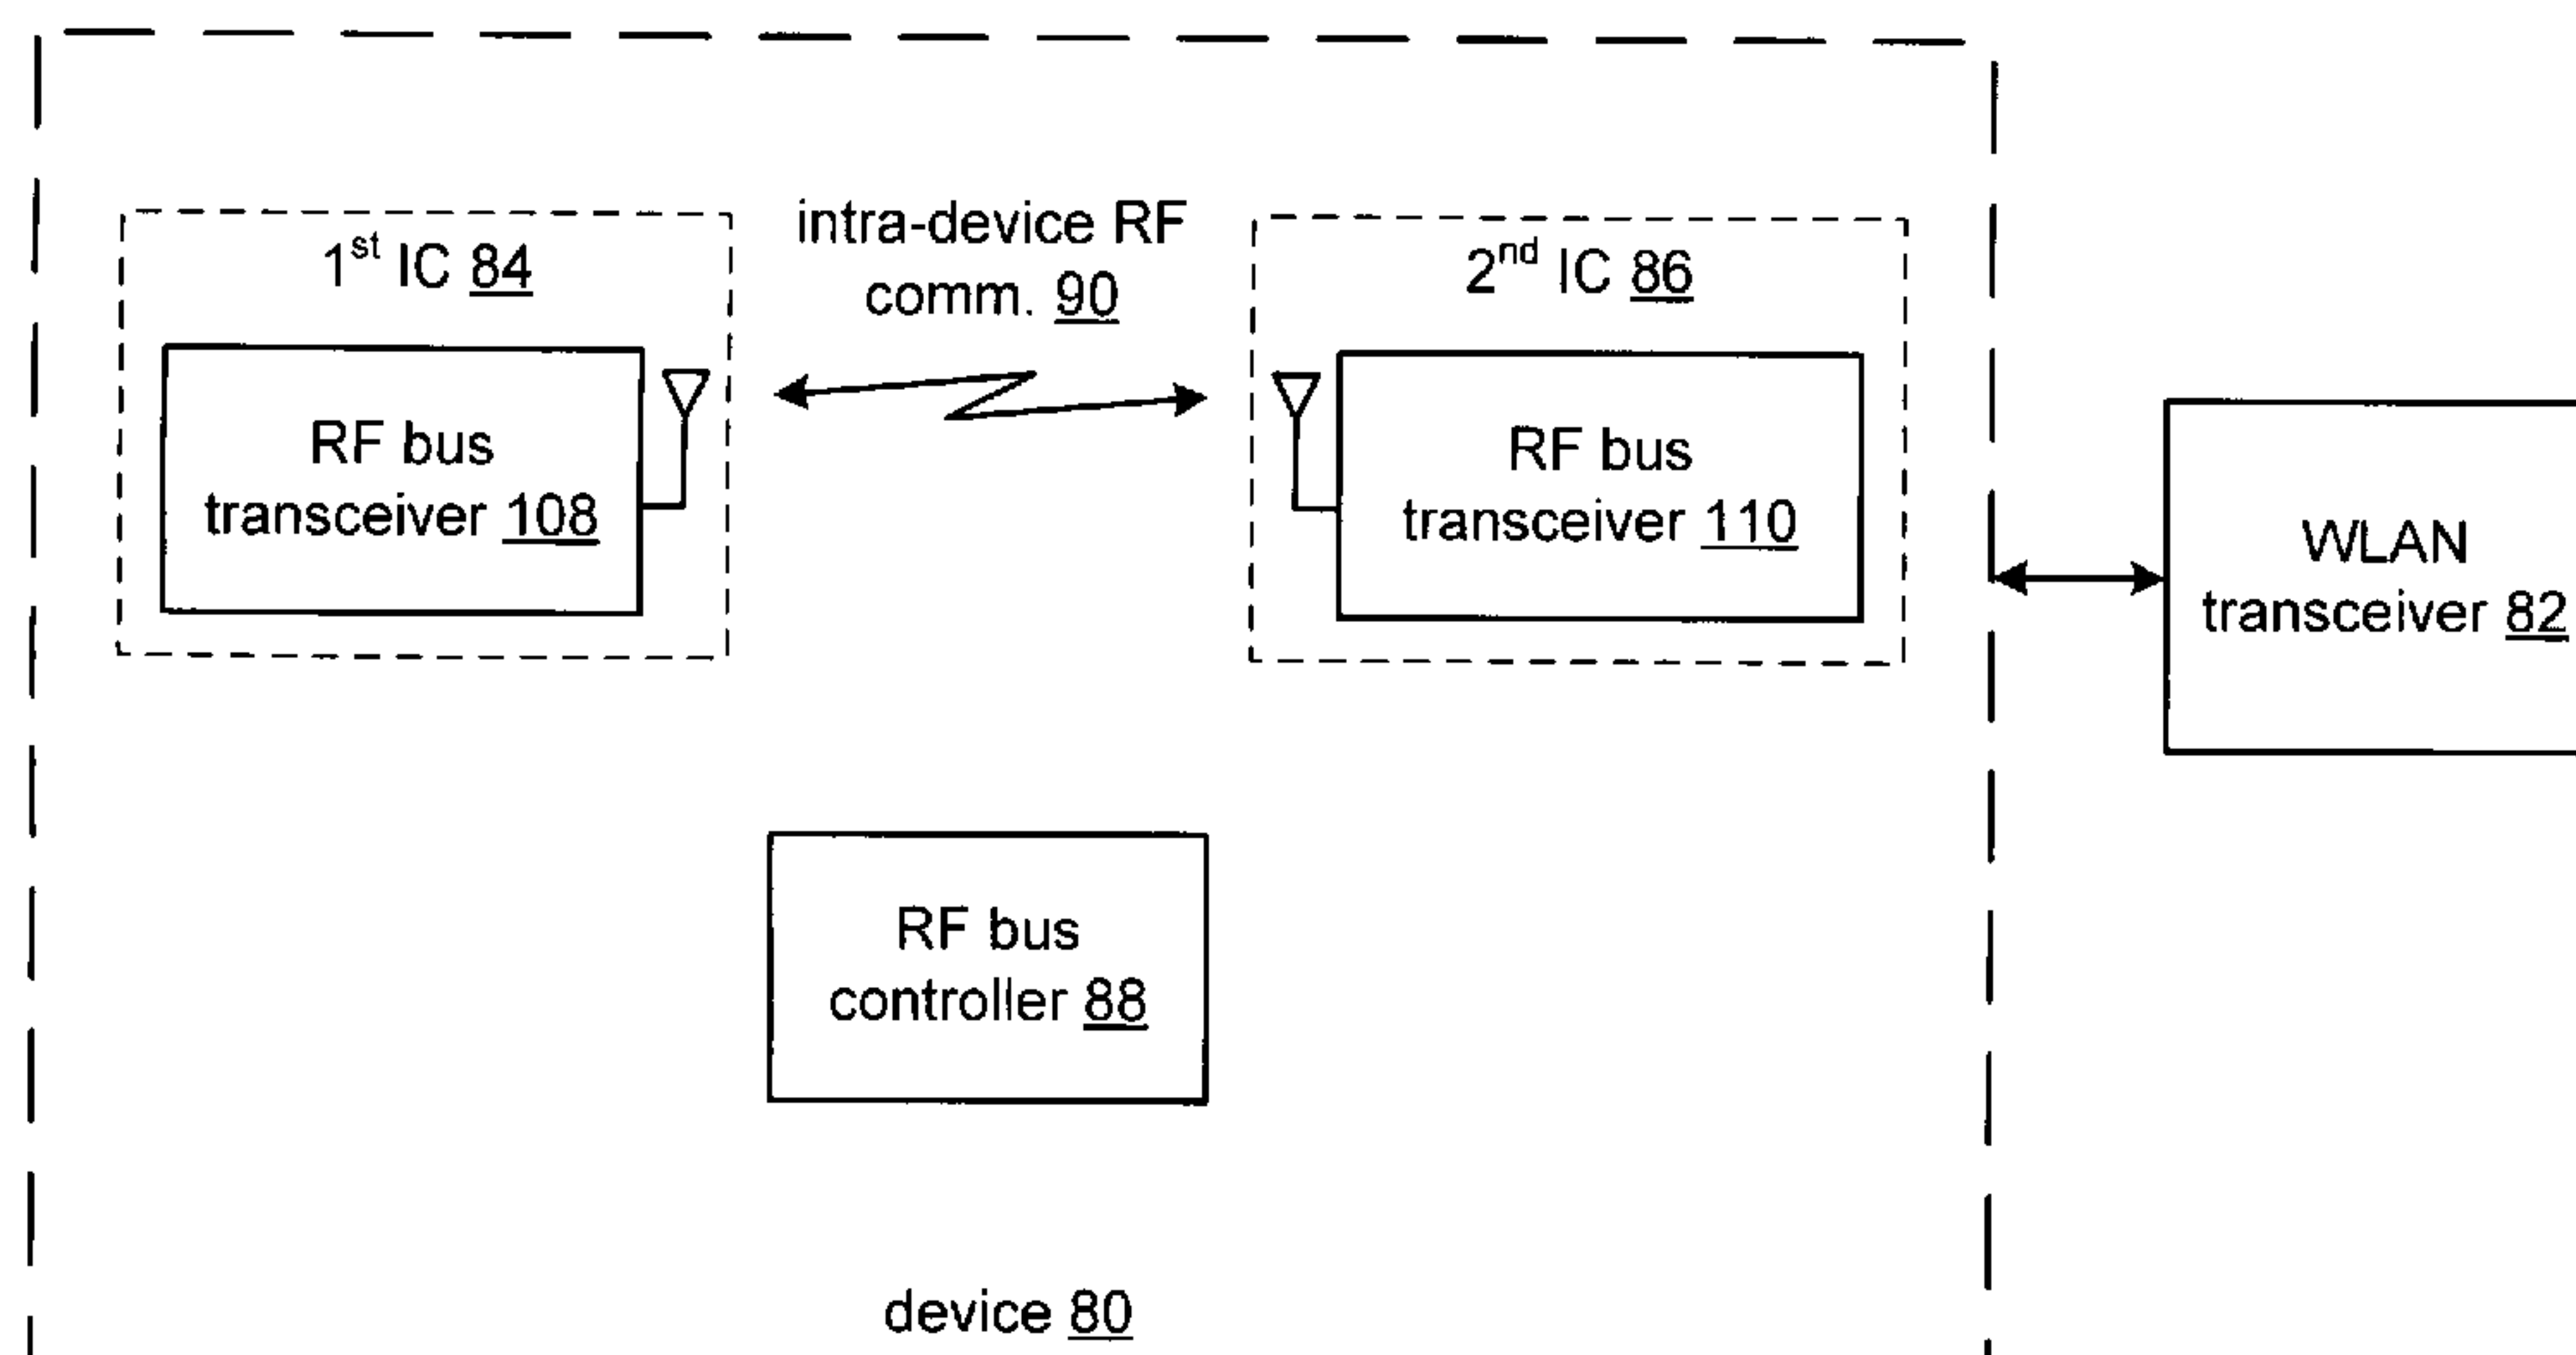 1st IC 84
intra-device RF
comm. 90
2nd IC 86
RF bus
transceiver 108
RF bus
transceiver 110
WLAN
transceiver 82
RF bus
controller 88
device 80